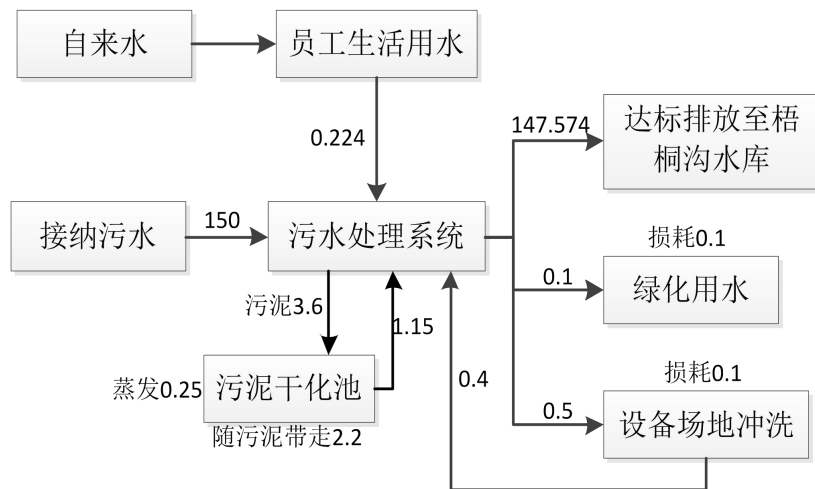 自来水
员工生活用水
0.224
147.574
达标排放至梧
桐沟水库
接纳污水
150
污水处理系统
损耗0.1
0.1
绿化用水
污泥3.6
1.15
蒸发0.25
污泥干化池
随污泥带走2.2
0.4
损耗0.1
0.5
设备场地冲洗